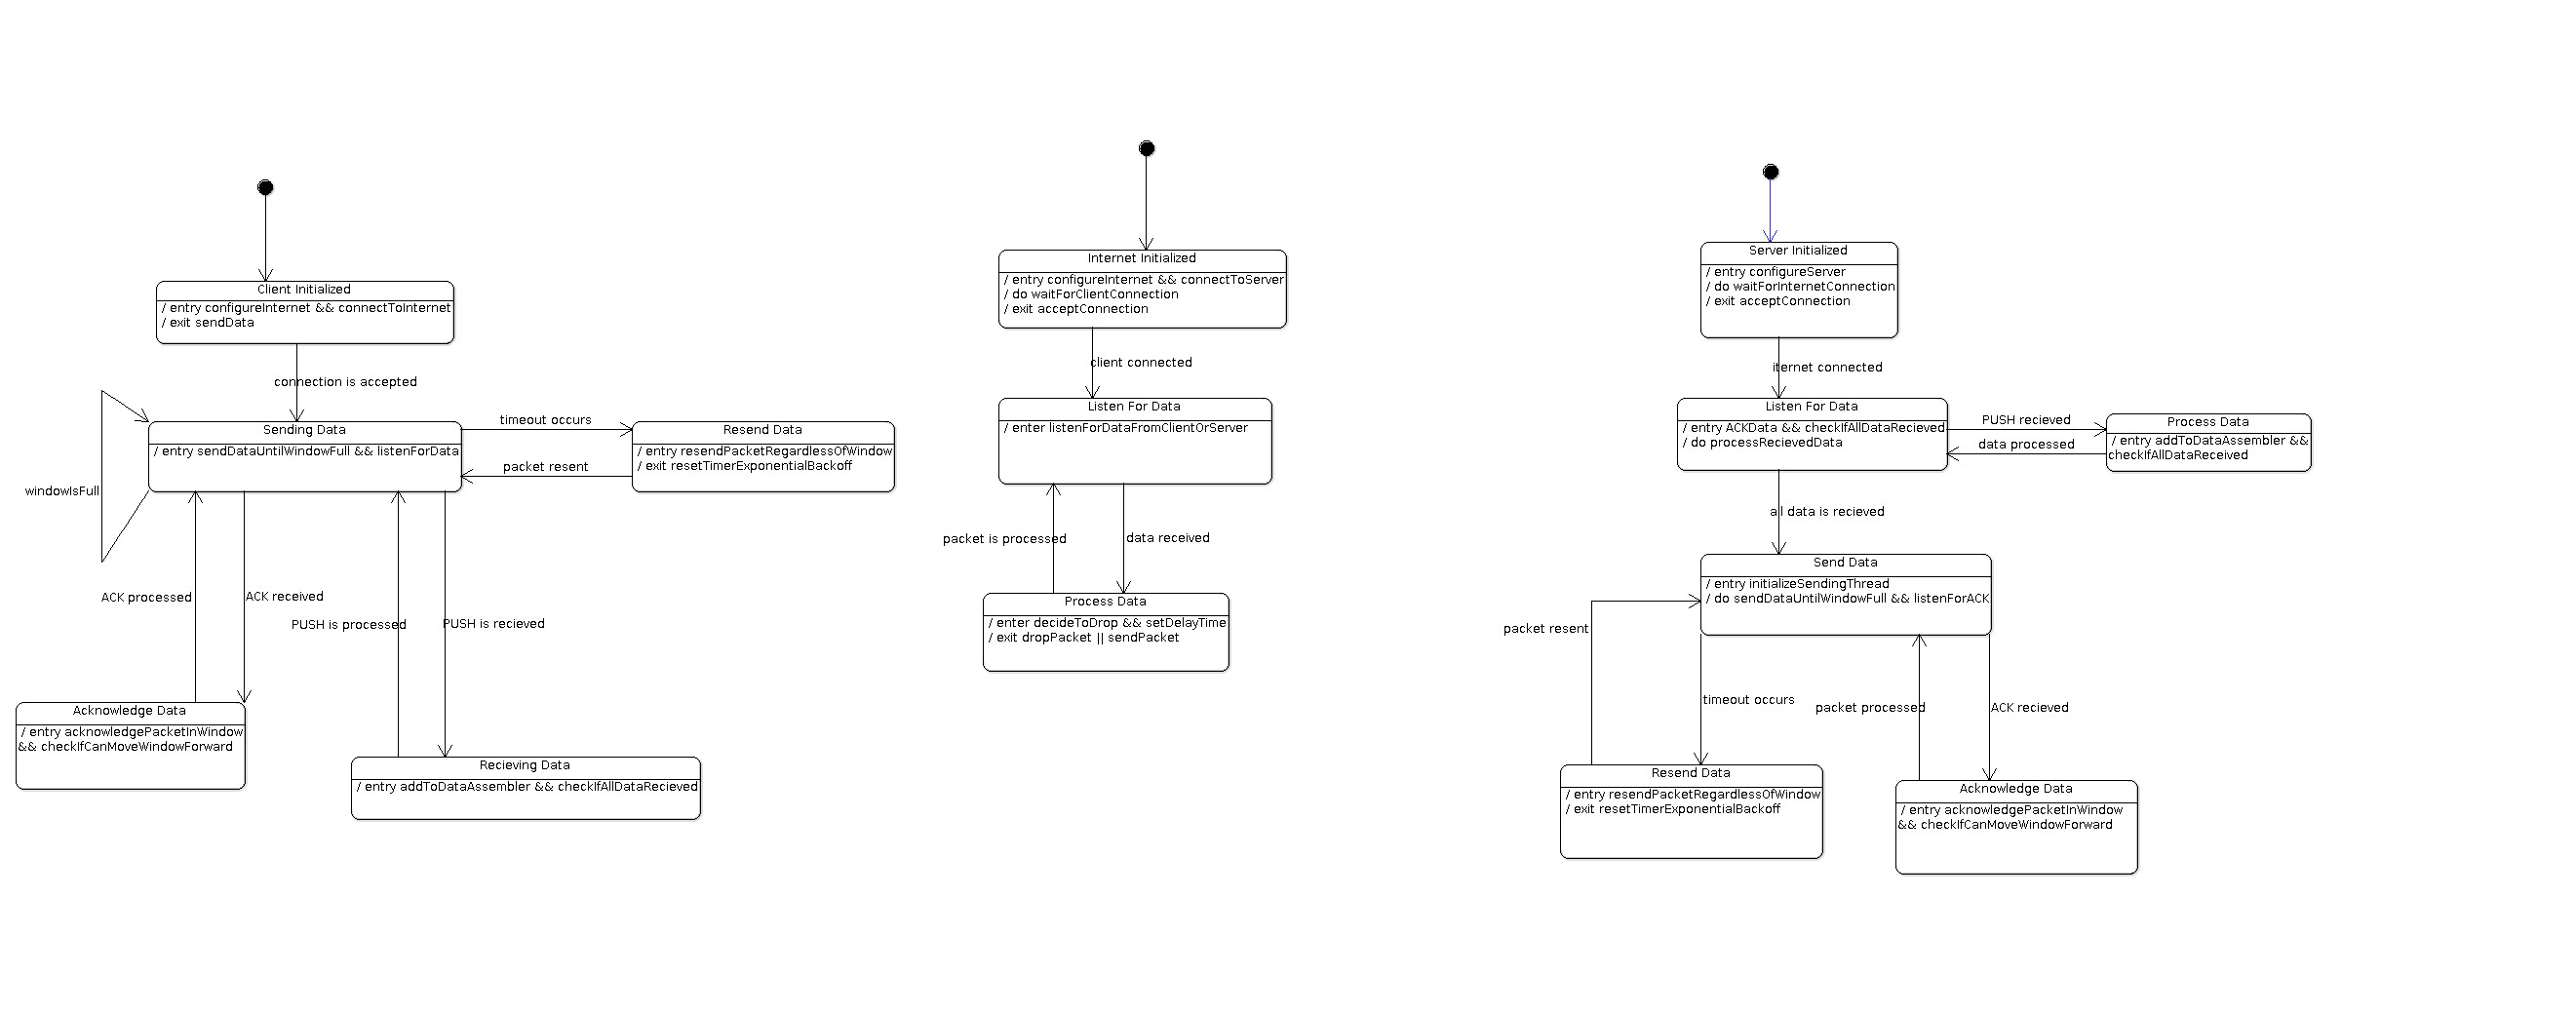 Client Initialized
/ entry configureInternet && connectToInternet
/ exit sendData
connection is accepted
windowIsFull
Sending Data
/ entry sendDataUntilWindowFull && listenForData
timeout occurs
packet resent
Resend Data
/ entry resendPacketRegardlessOfWindow
/ exit resetTimerExponentialBackoff
ACK processed
ACK received
PUSH is processed
PUSH is recieved
Acknowledge Data
/ entry acknowledgePacketInWindow
&& checkIfCanMoveWindowForward
Recieving Data
/ entry addToDataAssembler && checkIfAllDataRecieved
Internet Initialized
/ entry configureInternet && connectToServer
/ do waitForClientConnection
/ exit acceptConnection
client connected
Listen For Data
/ enter listenForDataFromClientOrServer
packet is processed
data received
Process Data
/ enter decideToDrop && setDelayTime
/ exit dropPacket || sendPacket
Server Initialized
/ entry configureServer
/ do waitForInternetConnection
/ exit acceptConnection
iternet connected
Listen For Data
/ entry ACKData && checkIfAllDataRecieved
/ do processRecievedData
PUSH recieved
data processed
Process Data
/ entry addToDataAssembler &&
checkIfAllDataReceived
all data is recieved
Send Data
/ entry initializeSendingThread
/ do sendDataUntilWindowFull && listenForACK
packet resent
timeout occurs
packet processed
ACK recieved
Resend Data
/ entry resendPacketRegardlessOfWindow
/ exit resetTimerExponentialBackoff
Acknowledge Data
/ entry acknowledgePacketInWindow
&& checkIfCanMoveWindowForward